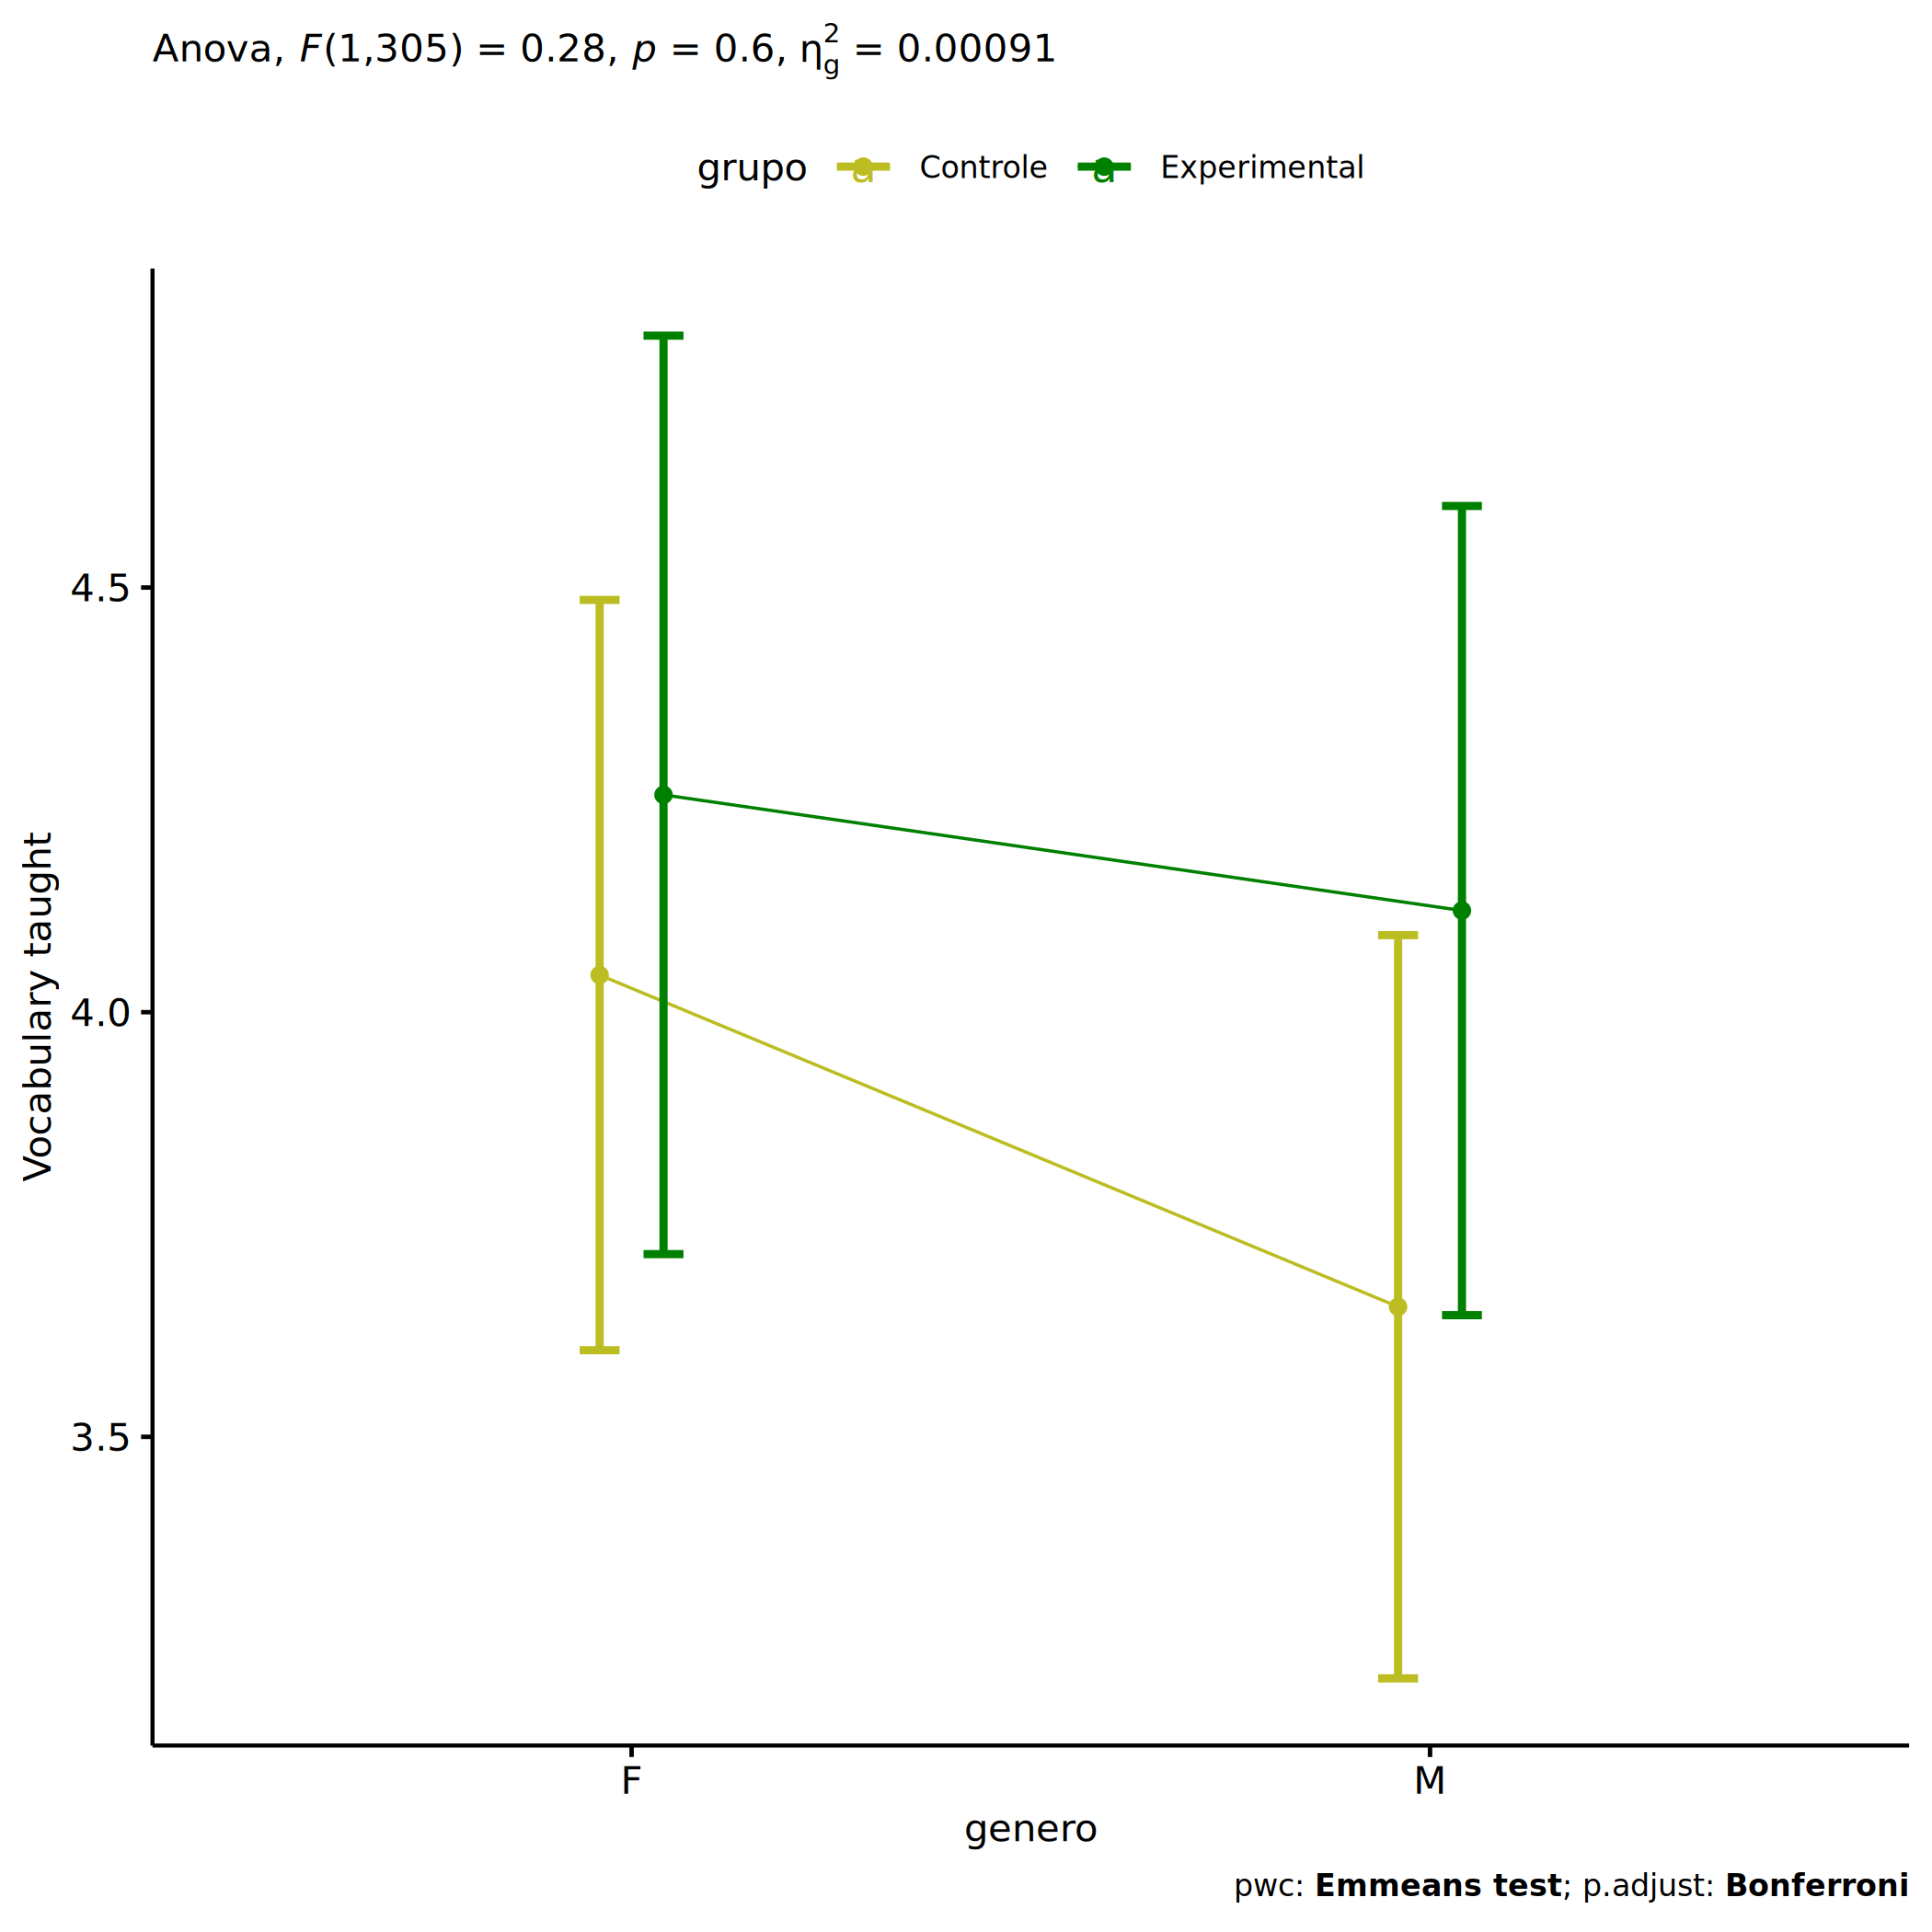 Anova, F(1,305) = 0.28, p = 0.6, η²g = 0.00091
grupo a Controle a Experimental
Vocabulary taught
4.5
4.0
3.5
F M
genero
pwc: Emmeans test; p.adjust: Bonferroni